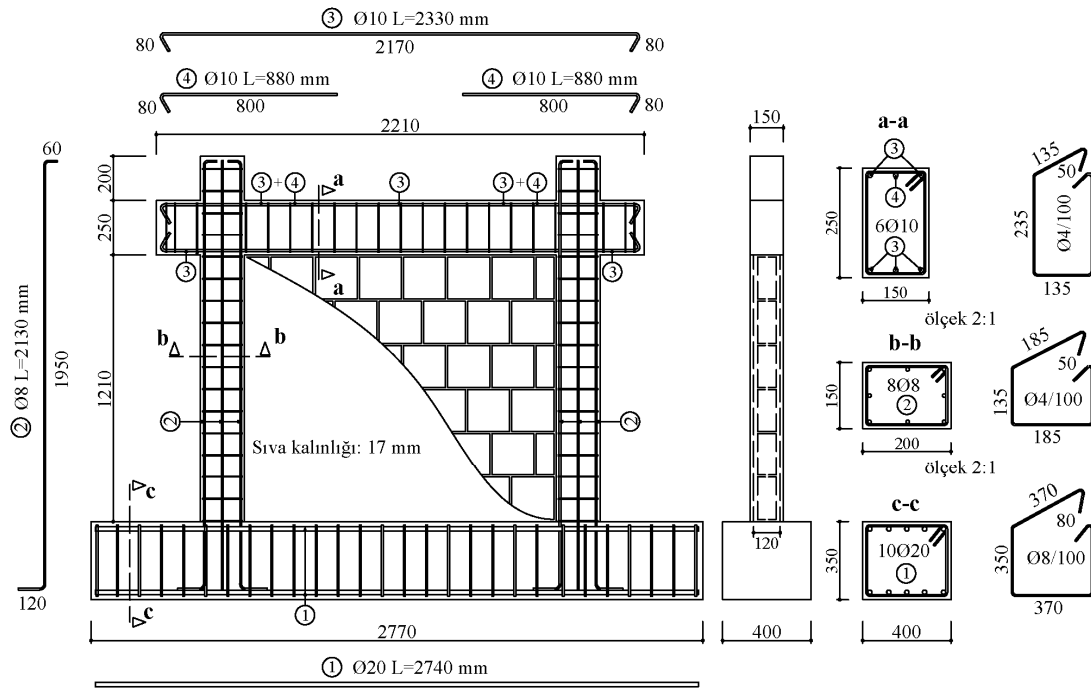 ③ Ø10 L=2330 mm
80 2170 80
④ Ø10 L=880 mm ④ Ø10 L=880 mm
80 800 800 80
2210
150
a-a
60
200
250
1210
② Ø8 L=2130 mm
1950
120
③+④ a ③ ③+④
③ a ③
b b
② ②
Sıva kalınlığı: 17 mm
c
c
①
2770
① Ø20 L=2740 mm
120
400
③
④
6Ø10
③
250
150
135
50
235
Ø4/100
135
ölçek 2:1
b-b
8Ø8
②
150
200
185
50
135
Ø4/100
185
ölçek 2:1
c-c
10Ø20
①
350
400
370
80
350
Ø8/100
370